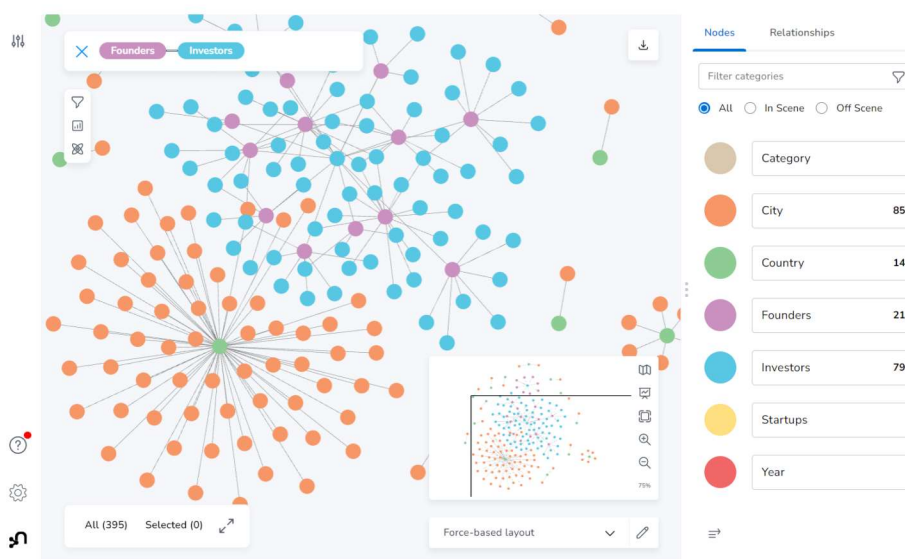 Founders Investors
Nodes Relationships
Filter categories
All In Scene Off Scene
Category
City 85
Country 14
Founders 21
Investors 79
Startups
Year
75%
All (395) Selected (0)
Force-based layout